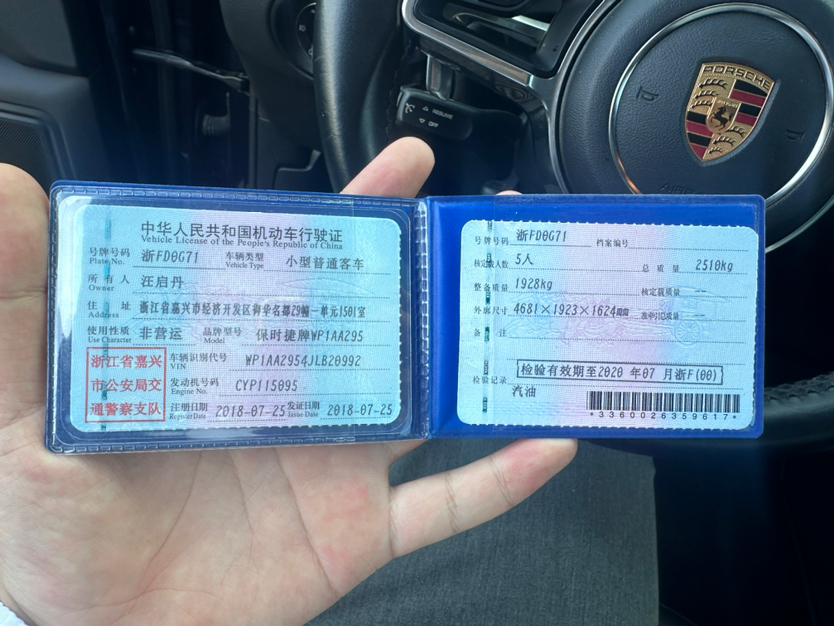 PORSCHE
RESUME
OFF
中华人民共和国机动车行驶证
Vehicle License of the People's Republic of China
号牌号码 浙FD0G71 车辆类型 小型普通客车
Plate No. Vehicle Type
所有人 汪启丹
Owner
住址 浙江省嘉兴市经济开发区御华名都29幢一单元1501室
Address
使用性质 非营运 品牌型号 保时捷牌WP1AA295
Use Character Model
浙江省嘉兴
市公安局交
通警察支队
车辆识别代号 WP1AA2954JLB20992
VIN
发动机号码 CYP115095
Engine No.
注册日期 2018-07-25 发证日期 2018-07-25
Register Date Issue Date
号牌号码 浙FD0G71 档案编号
核定载人数 5人 总质量 2510kg
整备质量 1928kg 核定载质量 --
外廓尺寸 4681×1923×1624 准牵引总质量 --
备注
检验有效期至2020 年07 月浙F(00)
检验记录
汽油
*3360026359617*